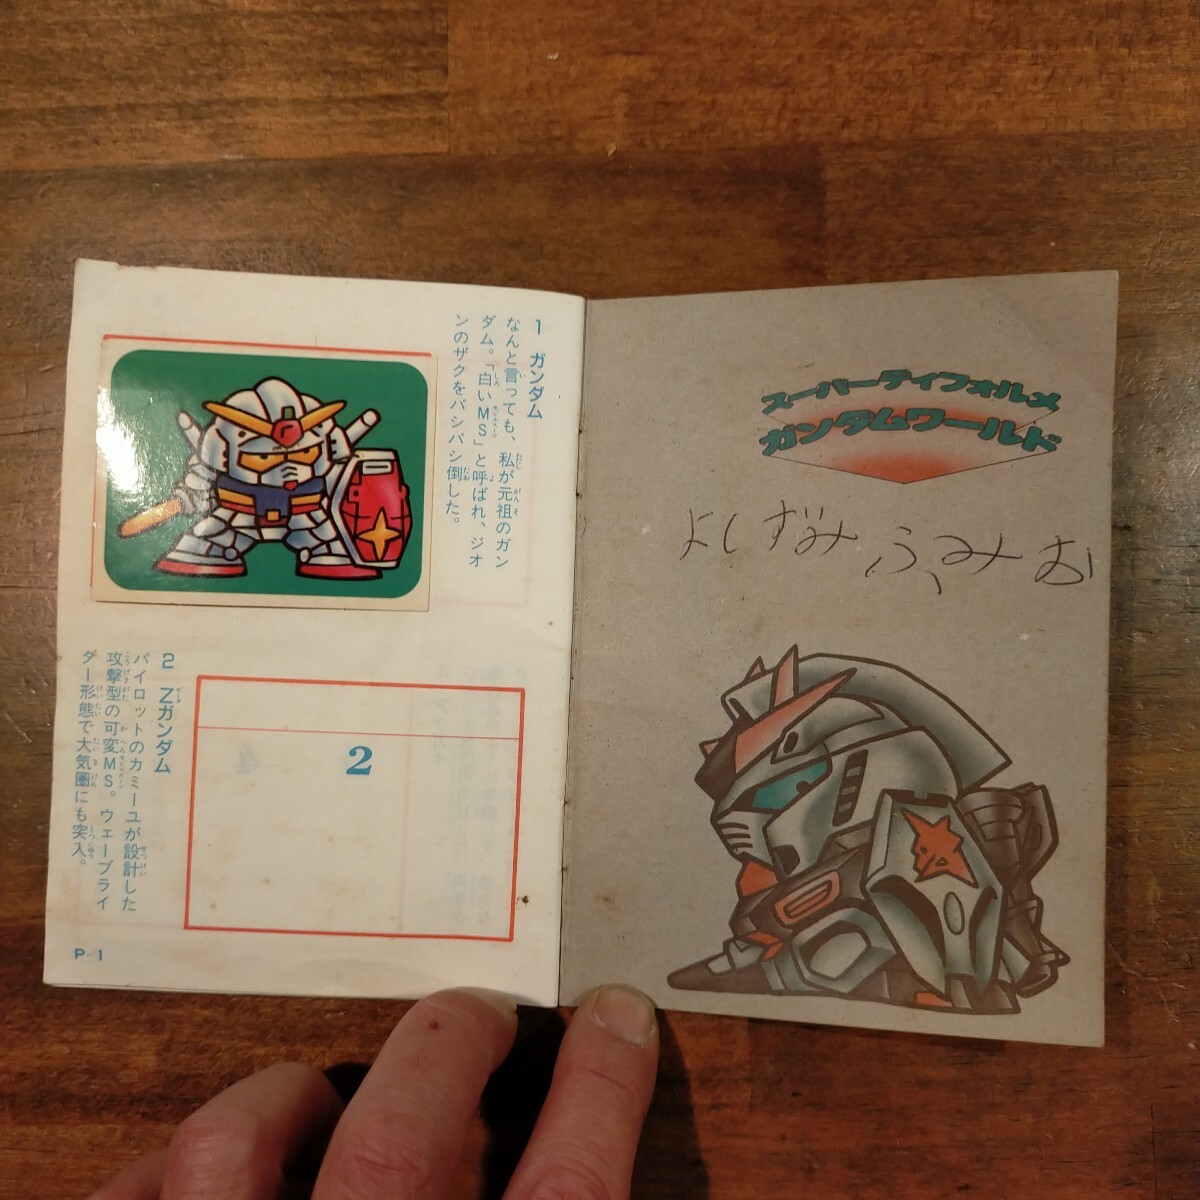 スーパーディフォルメ
ガンダムワールド
よしずみ ふみお
1 ガンダム
なんと言っても、私が元祖のガン
ダム。「白いMS」と呼ばれ、ジオ
ンのザクをバシバシ倒した。
2 Zガンダム
パイロットのカミーユが設計した
攻撃型の可変MS。ウェーブライ
ダー形態で大気圏にも突入。
2
P-1